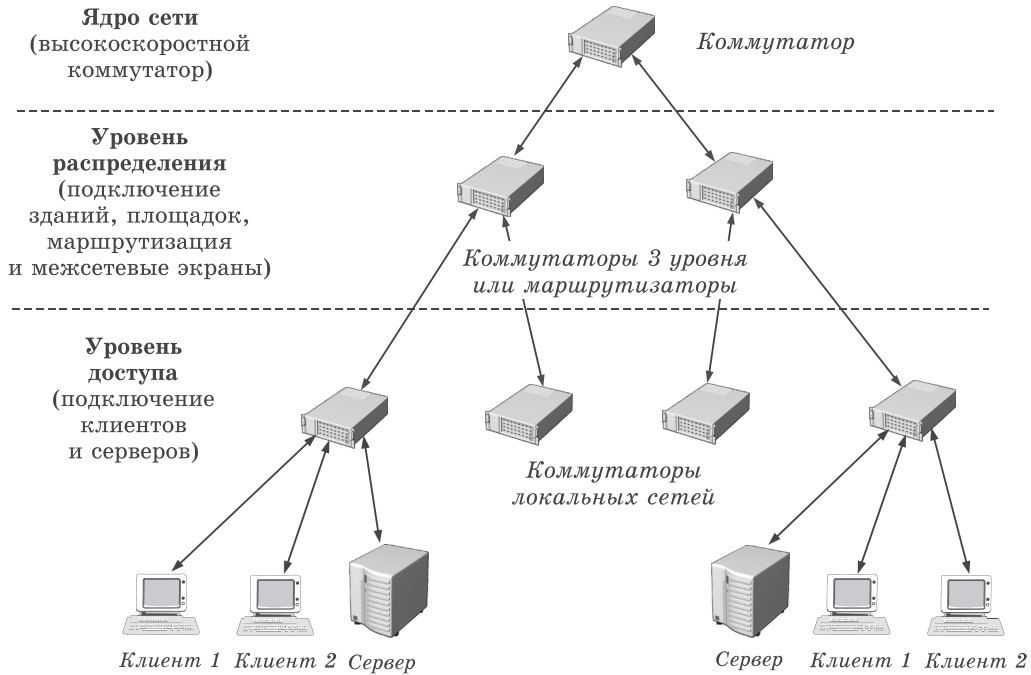 Ядро сети
(высокоскоростной
коммутатор)
Коммутатор
Уровень
распределения
(подключение
зданий, площадок,
маршрутизация
и межсетевые экраны)
Коммутаторы 3 уровня
или маршрутизаторы
Уровень
доступа
(подключение
клиентов
и серверов)
Коммутаторы
локальных сетей
Клиент 1 Клиент 2 Сервер
Сервер Клиент 1 Клиент 2